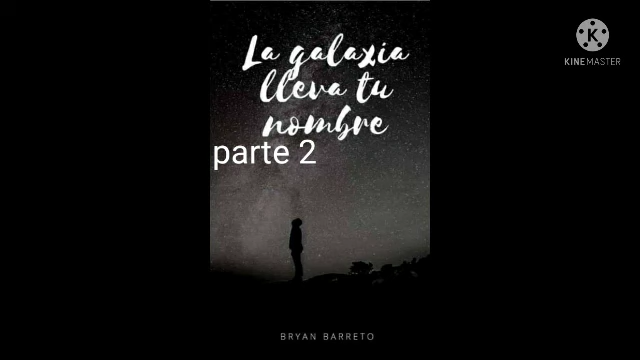 La galaxia
lleva tu
nombre
parte 2
BRYAN BARRETO
K
KINEMASTER